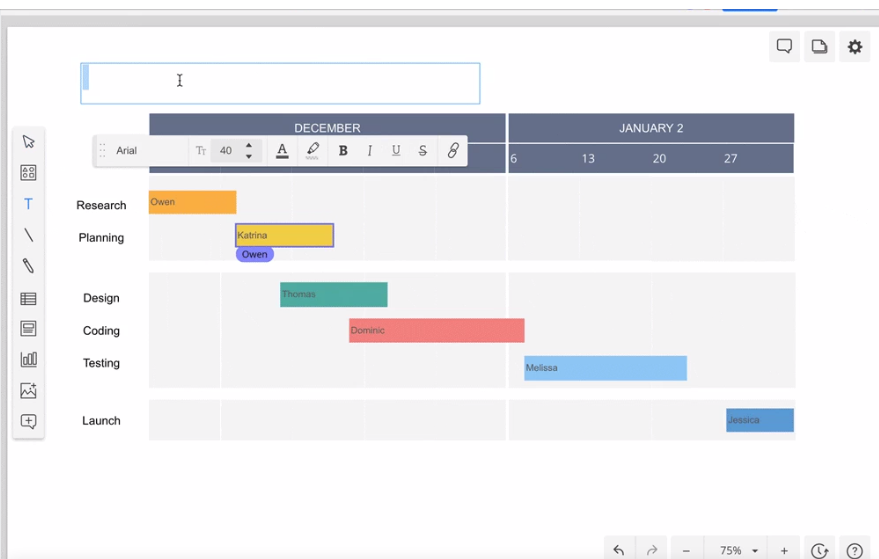 DECEMBER
JANUARY 2
Arial
Tт
40
A
B
I
U
S
6
13
20
27
Research
Owen
Planning
Katrina
Owen
Design
Thomas
Coding
Dominic
Testing
Melissa
Launch
Jessica
T
75%